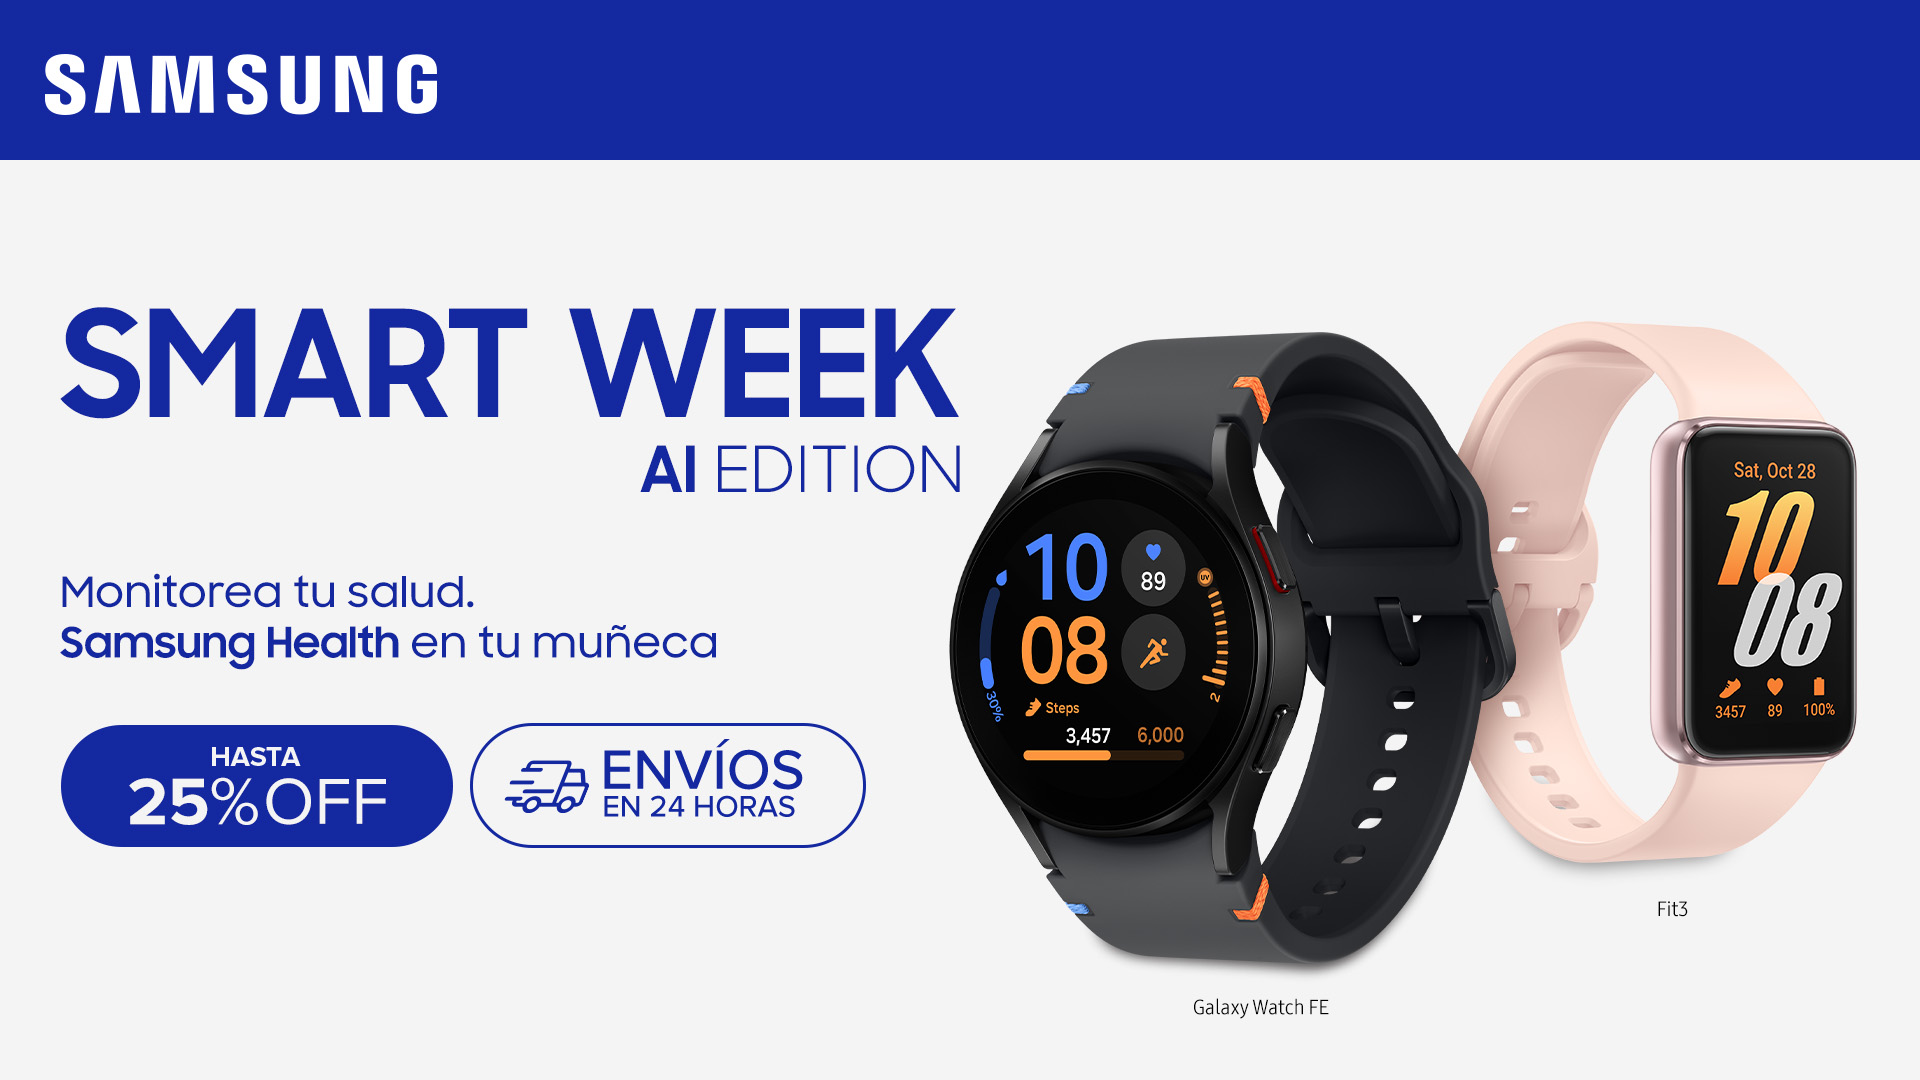 SAMSUNG
SMART WEEK
AI EDITION
Monitorea tu salud.
Samsung Health en tu muñeca
HASTA
25%OFF
ENVÍOS
EN 24 HORAS
10
89
08
UV
30%
2
Steps
3,457 6,000
Galaxy Watch FE
Sat, Oct 28
10
08
3457 89 100%
Fit3